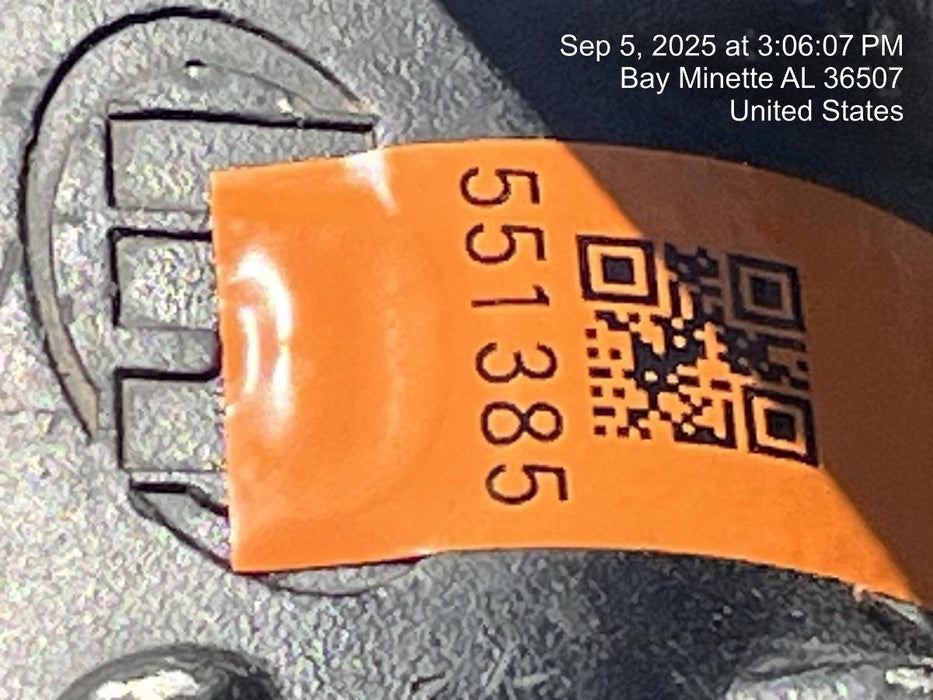 Sep 5, 2025 at 3:06:07 PM
Bay Minette AL 36507
United States
551385